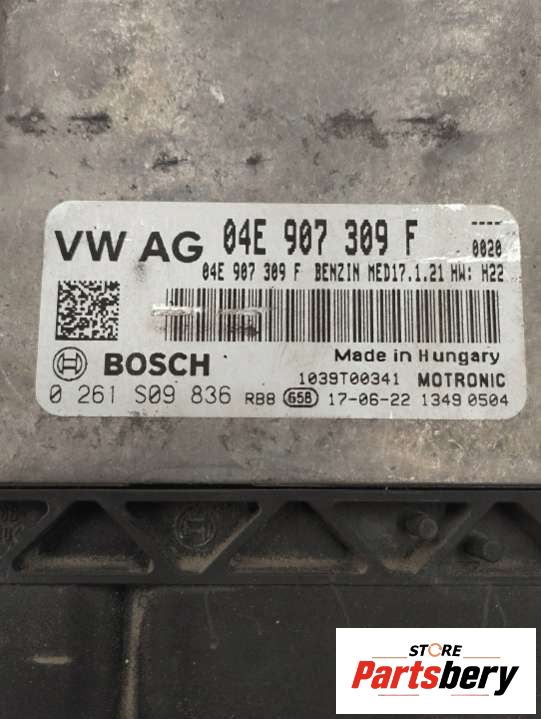 VW AG 04E 907 309 F ----
0020
04E 907 309 F BENZIN MED17.1.21 HW: H22
BOSCH Made in Hungary
1039T00341 MOTRONIC
0 261 S09 836 RB8 G5B 17-06-22 1349 0504
STORE
Partsbery